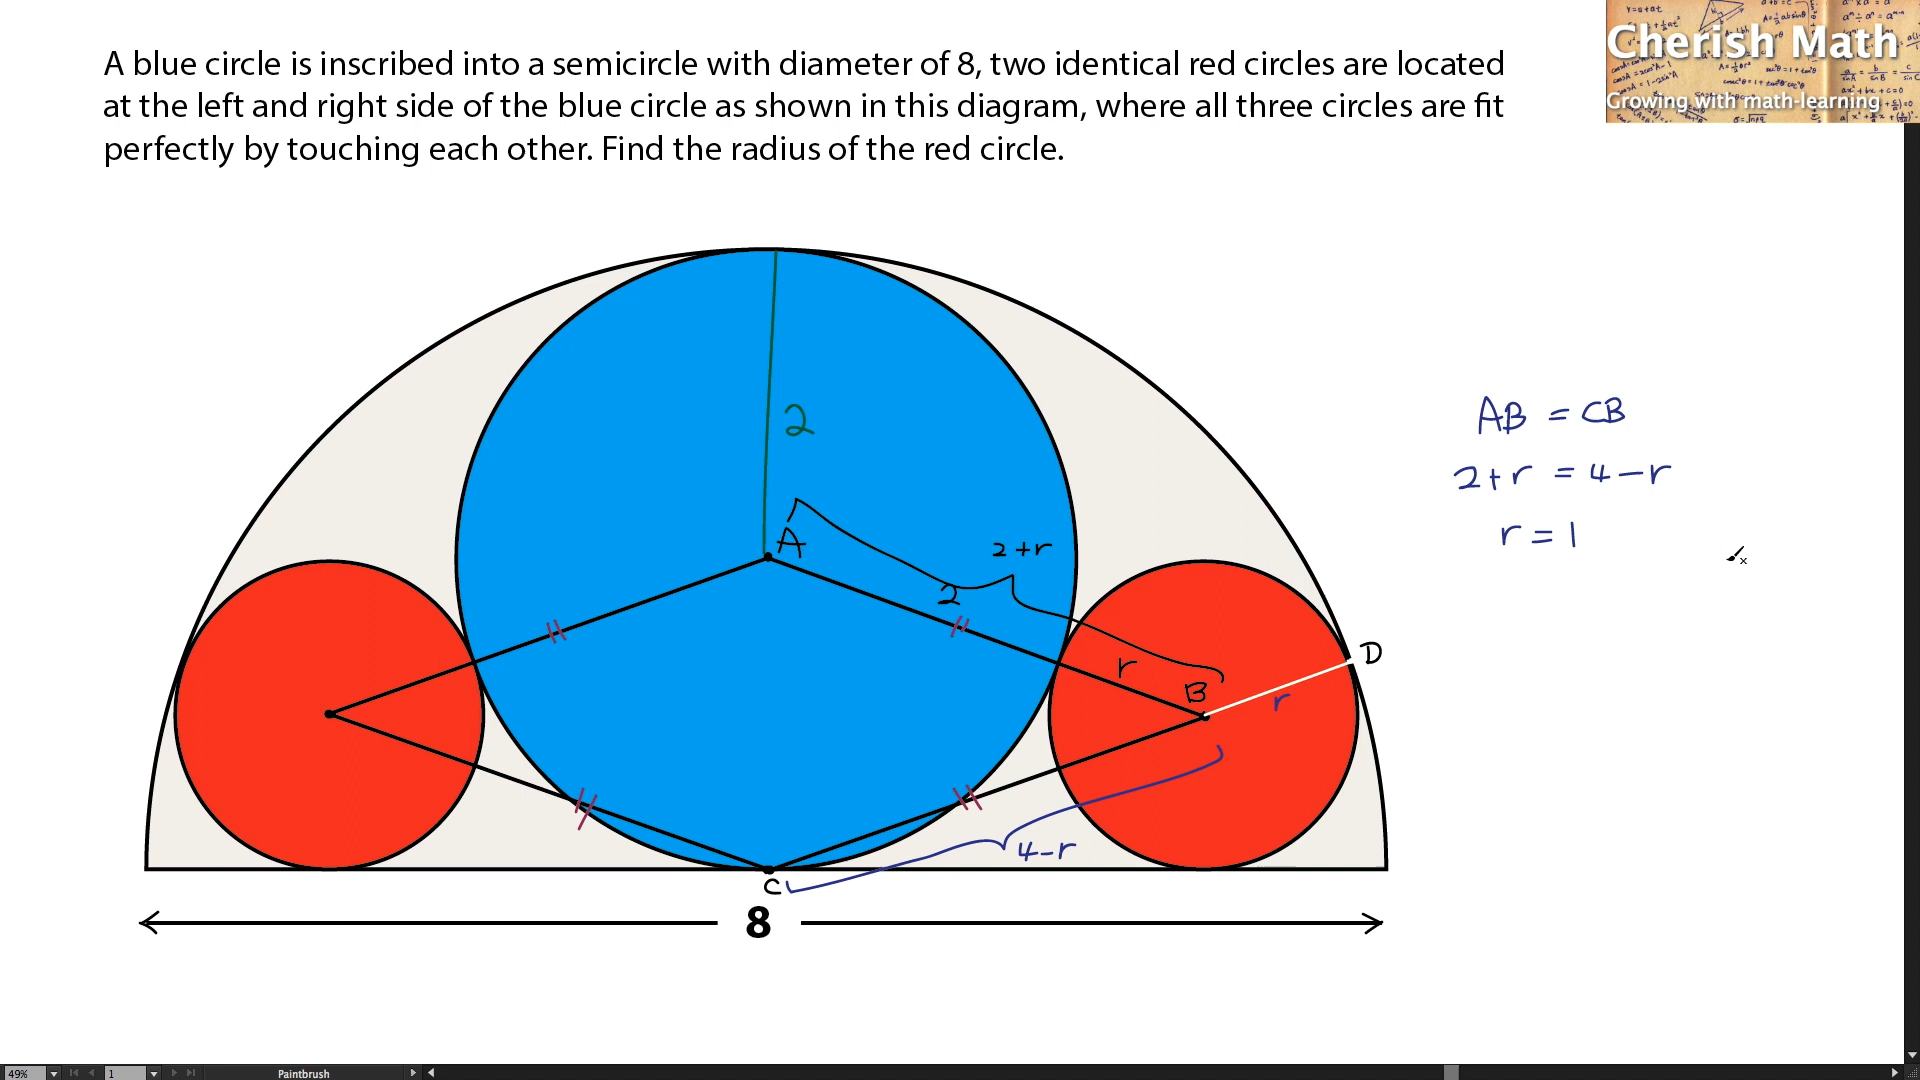 A blue circle is inscribed into a semicircle with diameter of 8, two identical red circles are located
at the left and right side of the blue circle as shown in this diagram, where all three circles are fit
perfectly by touching each other. Find the radius of the red circle.
Cherish Math
Growing with math-learning
2
A
2+r
2
r
B
D
r
4-r
C
8
AB = CB
2+r = 4-r
r = 1
49%
1
Paintbrush